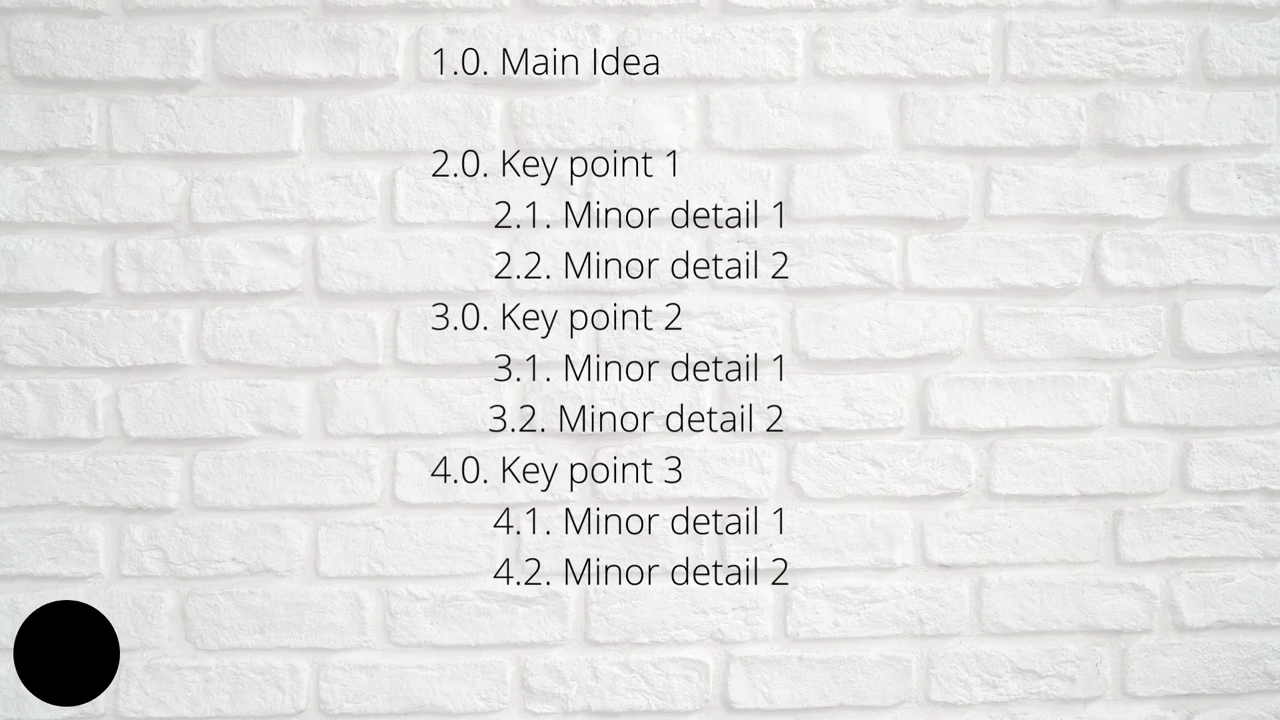 1.0. Main Idea
2.0. Key point 1
2.1. Minor detail 1
2.2. Minor detail 2
3.0. Key point 2
3.1. Minor detail 1
3.2. Minor detail 2
4.0. Key point 3
4.1. Minor detail 1
4.2. Minor detail 2